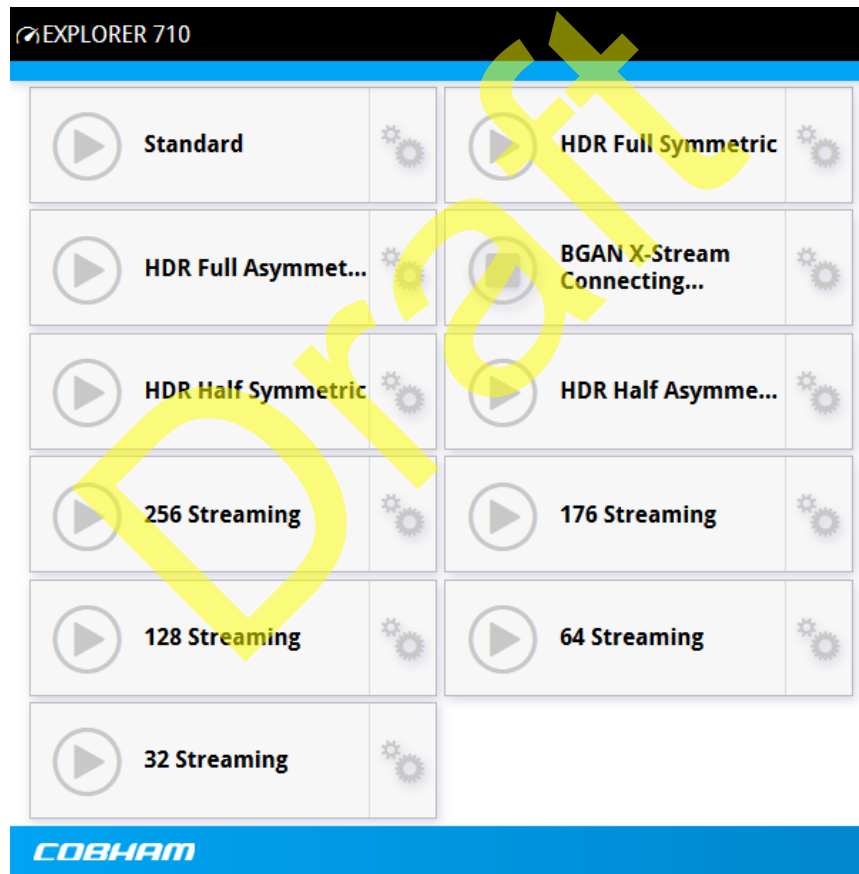 EXPLORER 710
Standard
HDR Full Symmetric
HDR Full Asymmet...
BGAN X-Stream
Connecting...
HDR Half Symmetric
HDR Half Asymme...
256 Streaming
176 Streaming
128 Streaming
64 Streaming
32 Streaming
COBHAM
Draft